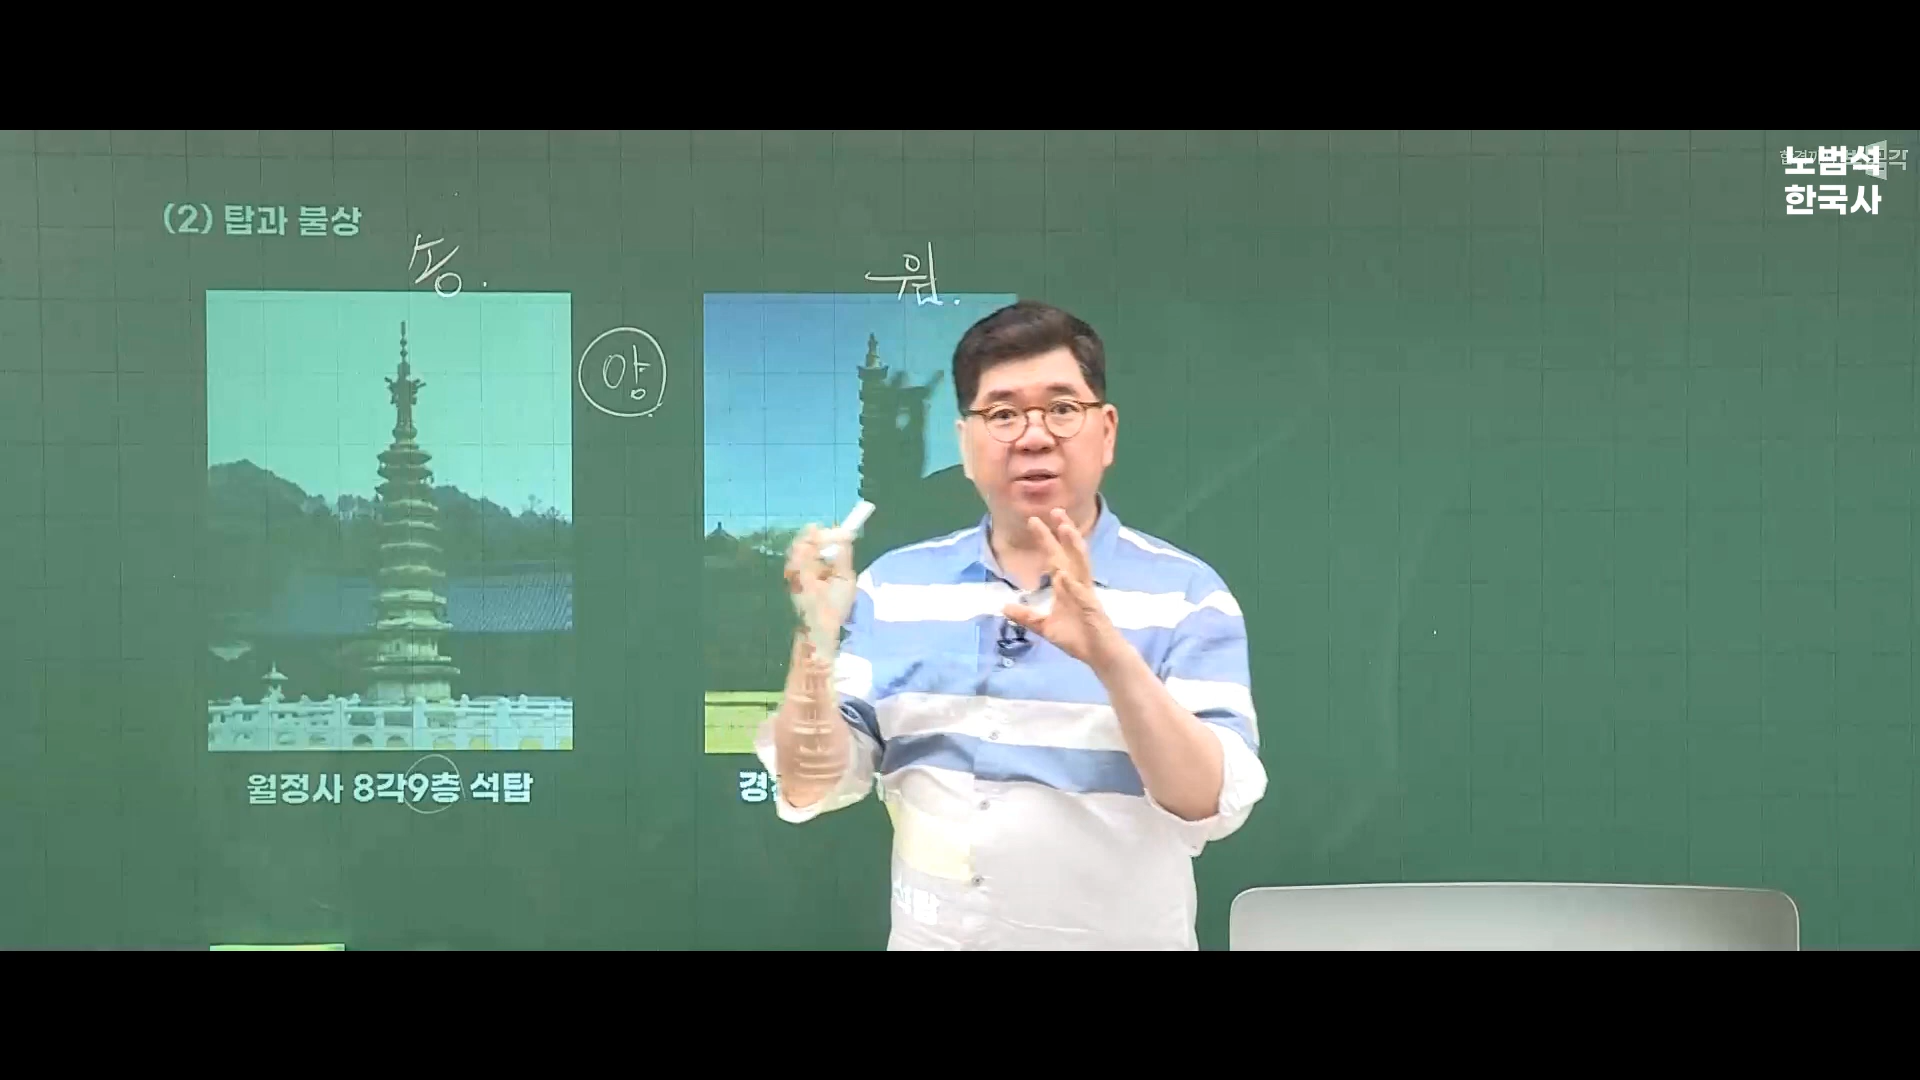 노범석
한국사
(2) 탑과 불상
송.
원.
월정사 8각9층 석탑
경